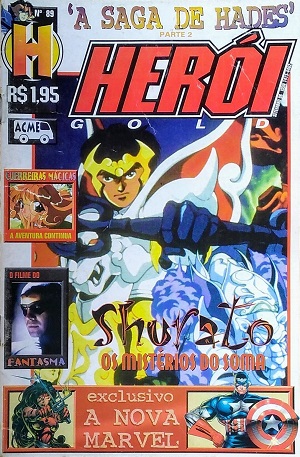 Nº 89
'A SAGA DE HADES'
PARTE 2
H
HERÓI
GOLD
R$ 1,95
ACME
GUERREIRAS MÁGICAS
A AVENTURA CONTINUA
O FILME DO
FANTASMA
Shurato
OS MISTÉRIOS DO SOMA
exclusivo
A NOVA
MARVEL